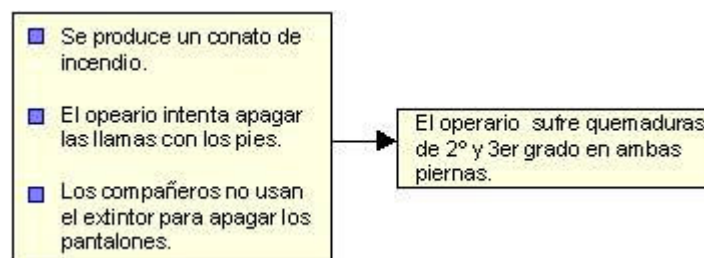 Se produce un conato de
incendio.
El opeario intenta apagar
las llamas con los pies.
Los compañeros no usan
el extintor para apagar los
pantalones.
El operario sufre quemaduras
de 2º y 3er grado en ambas
piernas.